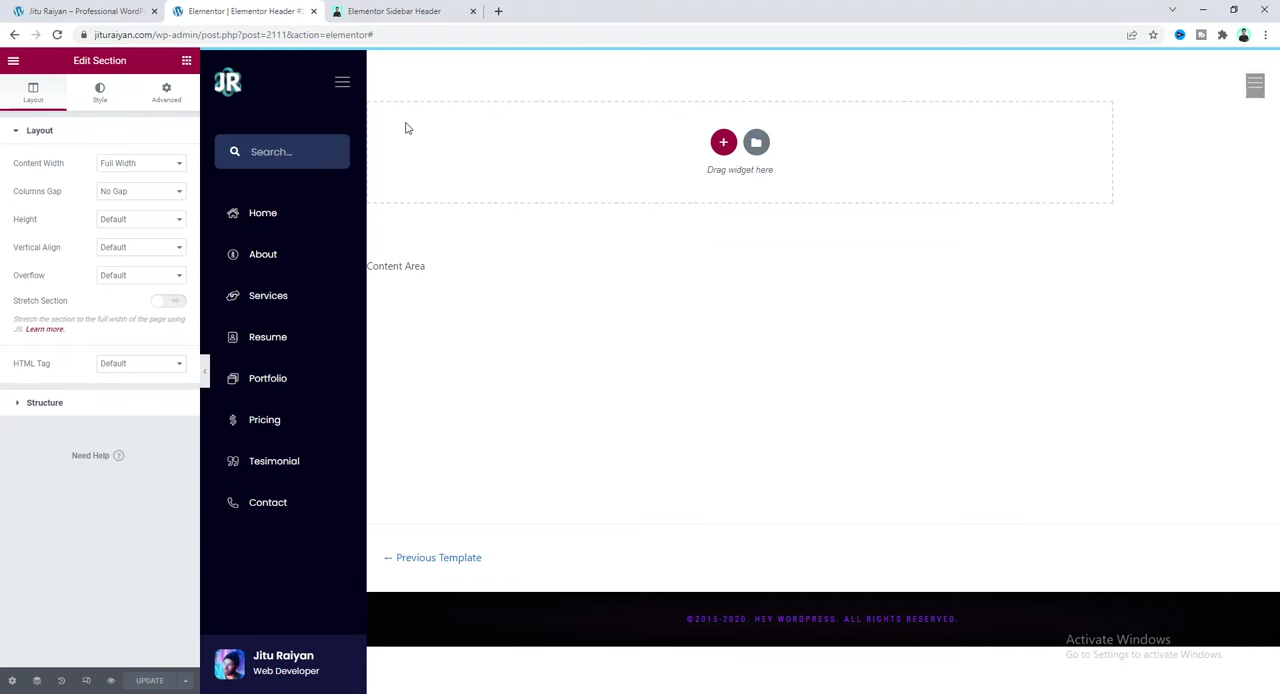 Jitu Raiyan – Professional WordPr
Elementor | Elementor Header #2
Elementor Sidebar Header
jituraiyan.com/wp-admin/post.php?post=2111&action=elementor#
Edit Section
Layout
Style
Advanced
Layout
Content Width
Full Width
Columns Gap
No Gap
Height
Default
Vertical Align
Default
Overflow
Default
Stretch Section
NO
Stretch the section to the full width of the page using
JS. Learn more.
HTML Tag
Default
Structure
Need Help
UPDATE
JR
Search...
Home
About
Services
Resume
Portfolio
Pricing
Tesimonial
Contact
Jitu Raiyan
Web Developer
Drag widget here
Content Area
← Previous Template
©2015-2020. HEY WORDPRESS. ALL RIGHTS RESERVED.
Activate Windows
Go to Settings to activate Windows.